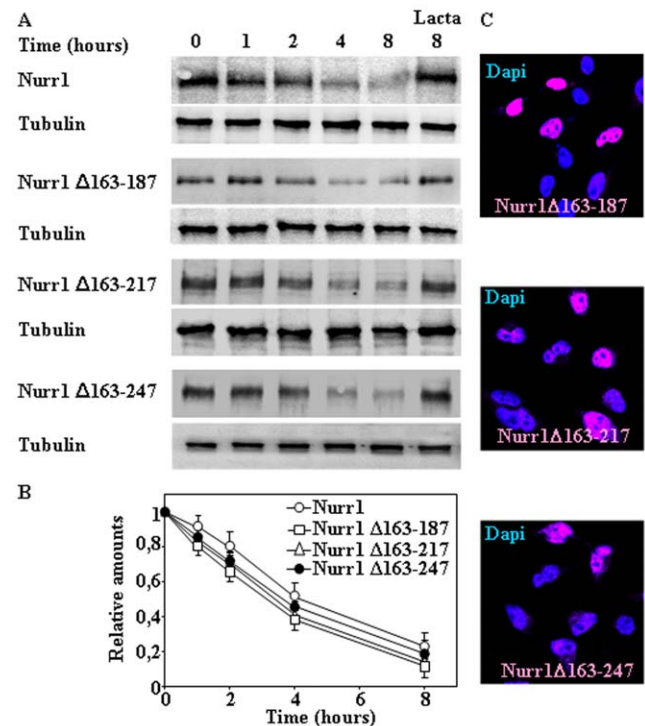 A
Lacta
Time (hours) 0 1 2 4 8 8
Nurr1
Tubulin
Nurr1 Δ163-187
Tubulin
Nurr1 Δ163-217
Tubulin
Nurr1 Δ163-247
Tubulin
B
Relative amounts
1
0,8
0,6
0,4
0,2
0
0 2 4 6 8
Time (hours)
Nurr1
Nurr1 Δ163-187
Nurr1 Δ163-217
Nurr1 Δ163-247
C
Dapi
Nurr1Δ163-187
Dapi
Nurr1Δ163-217
Dapi
Nurr1Δ163-247